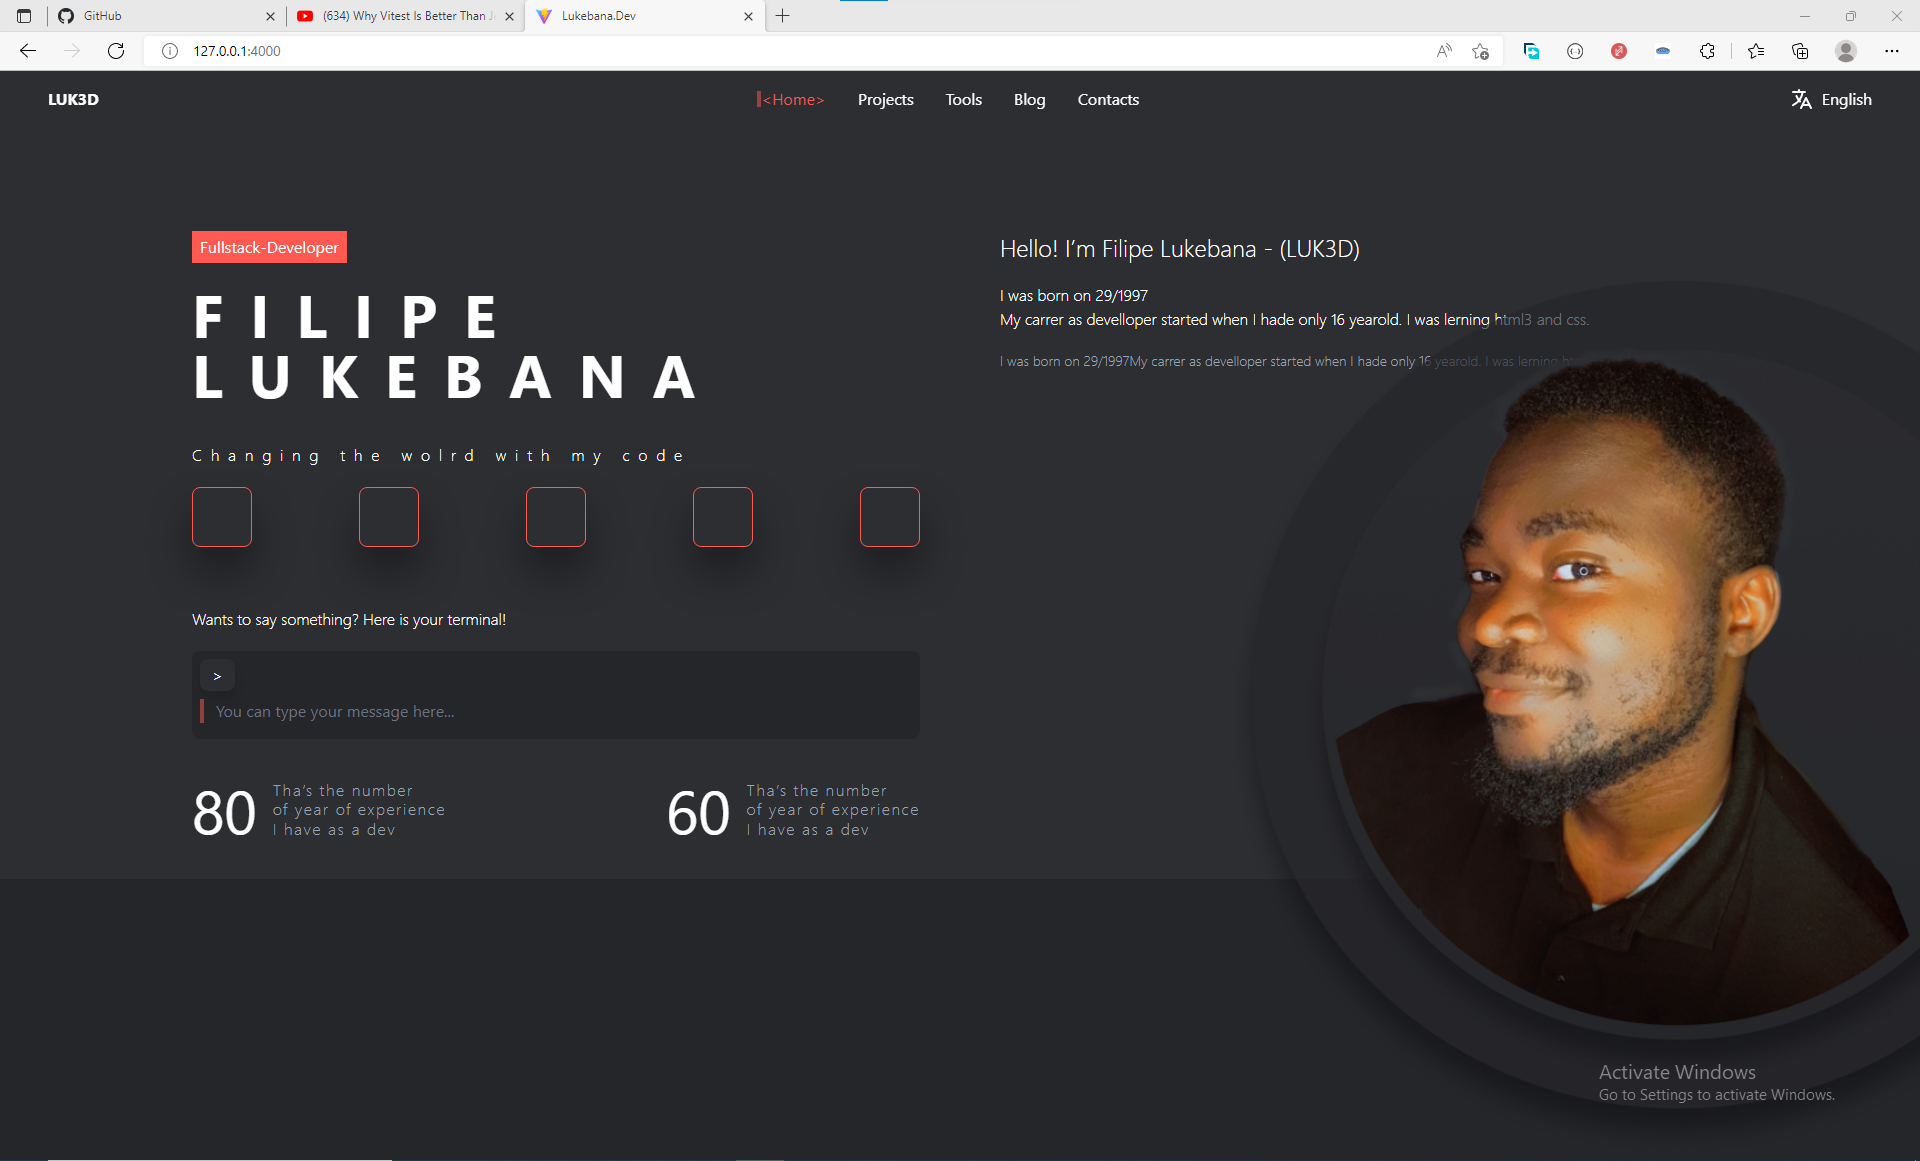 GitHub
(634) Why Vitest Is Better Than J
Lukebana.Dev
127.0.0.1:4000
LUK3D
<Home>
Projects
Tools
Blog
Contacts
English
Fullstack-Developer
FILIPE
LUKEBANA
Changing the wolrd with my code
Wants to say something? Here is your terminal!
>
You can type your message here...
80
Tha’s the number
of year of experience
I have as a dev
60
Tha’s the number
of year of experience
I have as a dev
Hello! I’m Filipe Lukebana - (LUK3D)
I was born on 29/1997
My carrer as develloper started when I hade only 16 yearold. I was lerning html3 and css.
I was born on 29/1997My carrer as develloper started when I hade only 16 yearold. I was lerning
Activate Windows
Go to Settings to activate Windows.